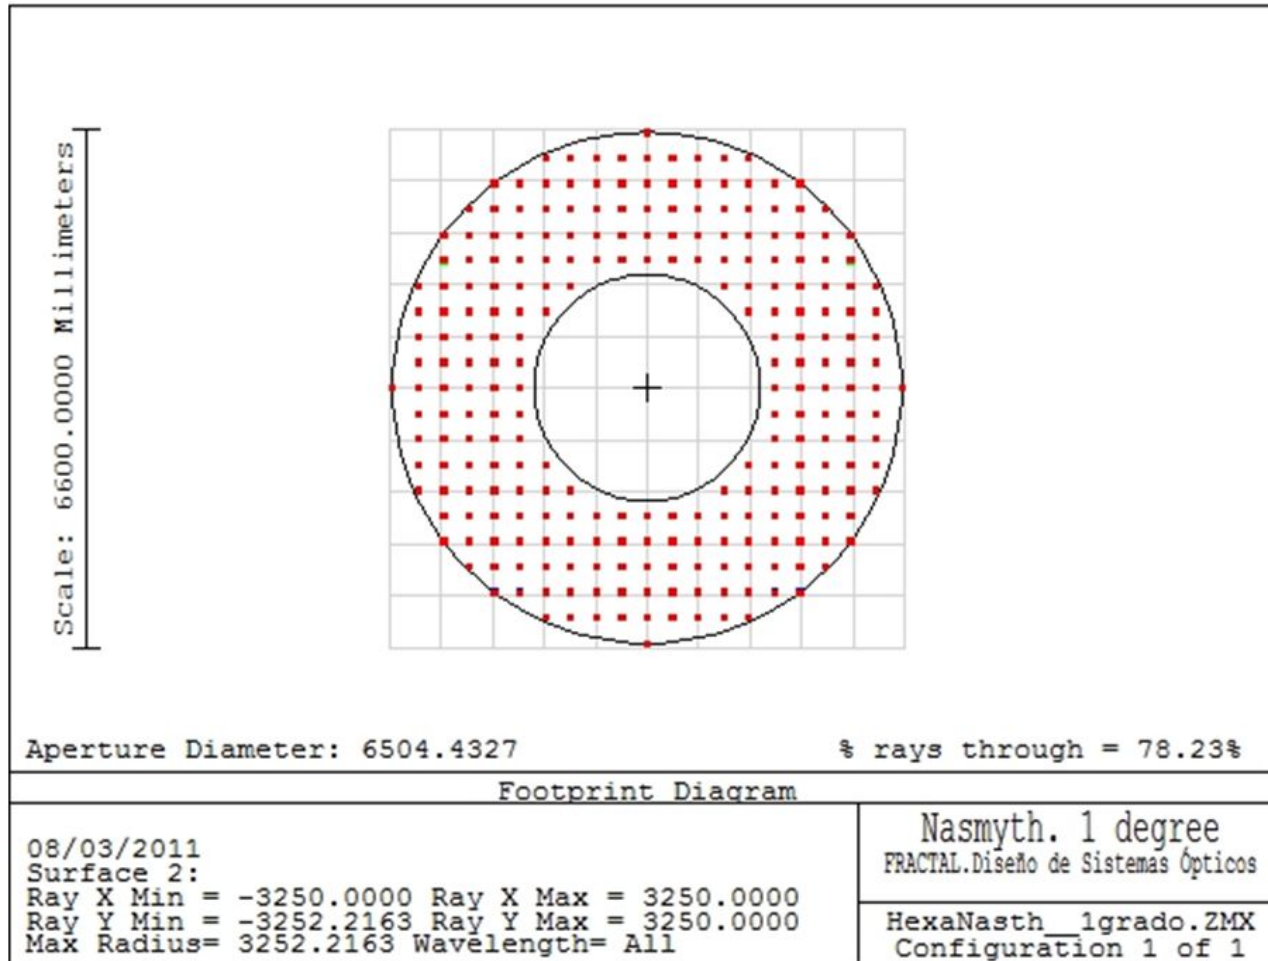 Scale: 6600.0000 Millimeters
Aperture Diameter: 6504.4327
% rays through = 78.23%
Footprint Diagram
08/03/2011
Surface 2:
Ray X Min = -3250.0000 Ray X Max = 3250.0000
Ray Y Min = -3252.2163 Ray Y Max = 3250.0000
Max Radius= 3252.2163 Wavelength= All
Nasmyth. 1 degree
FRACTAL.Diseño de Sistemas Ópticos
HexaNasth__1grado.ZMX
Configuration 1 of 1